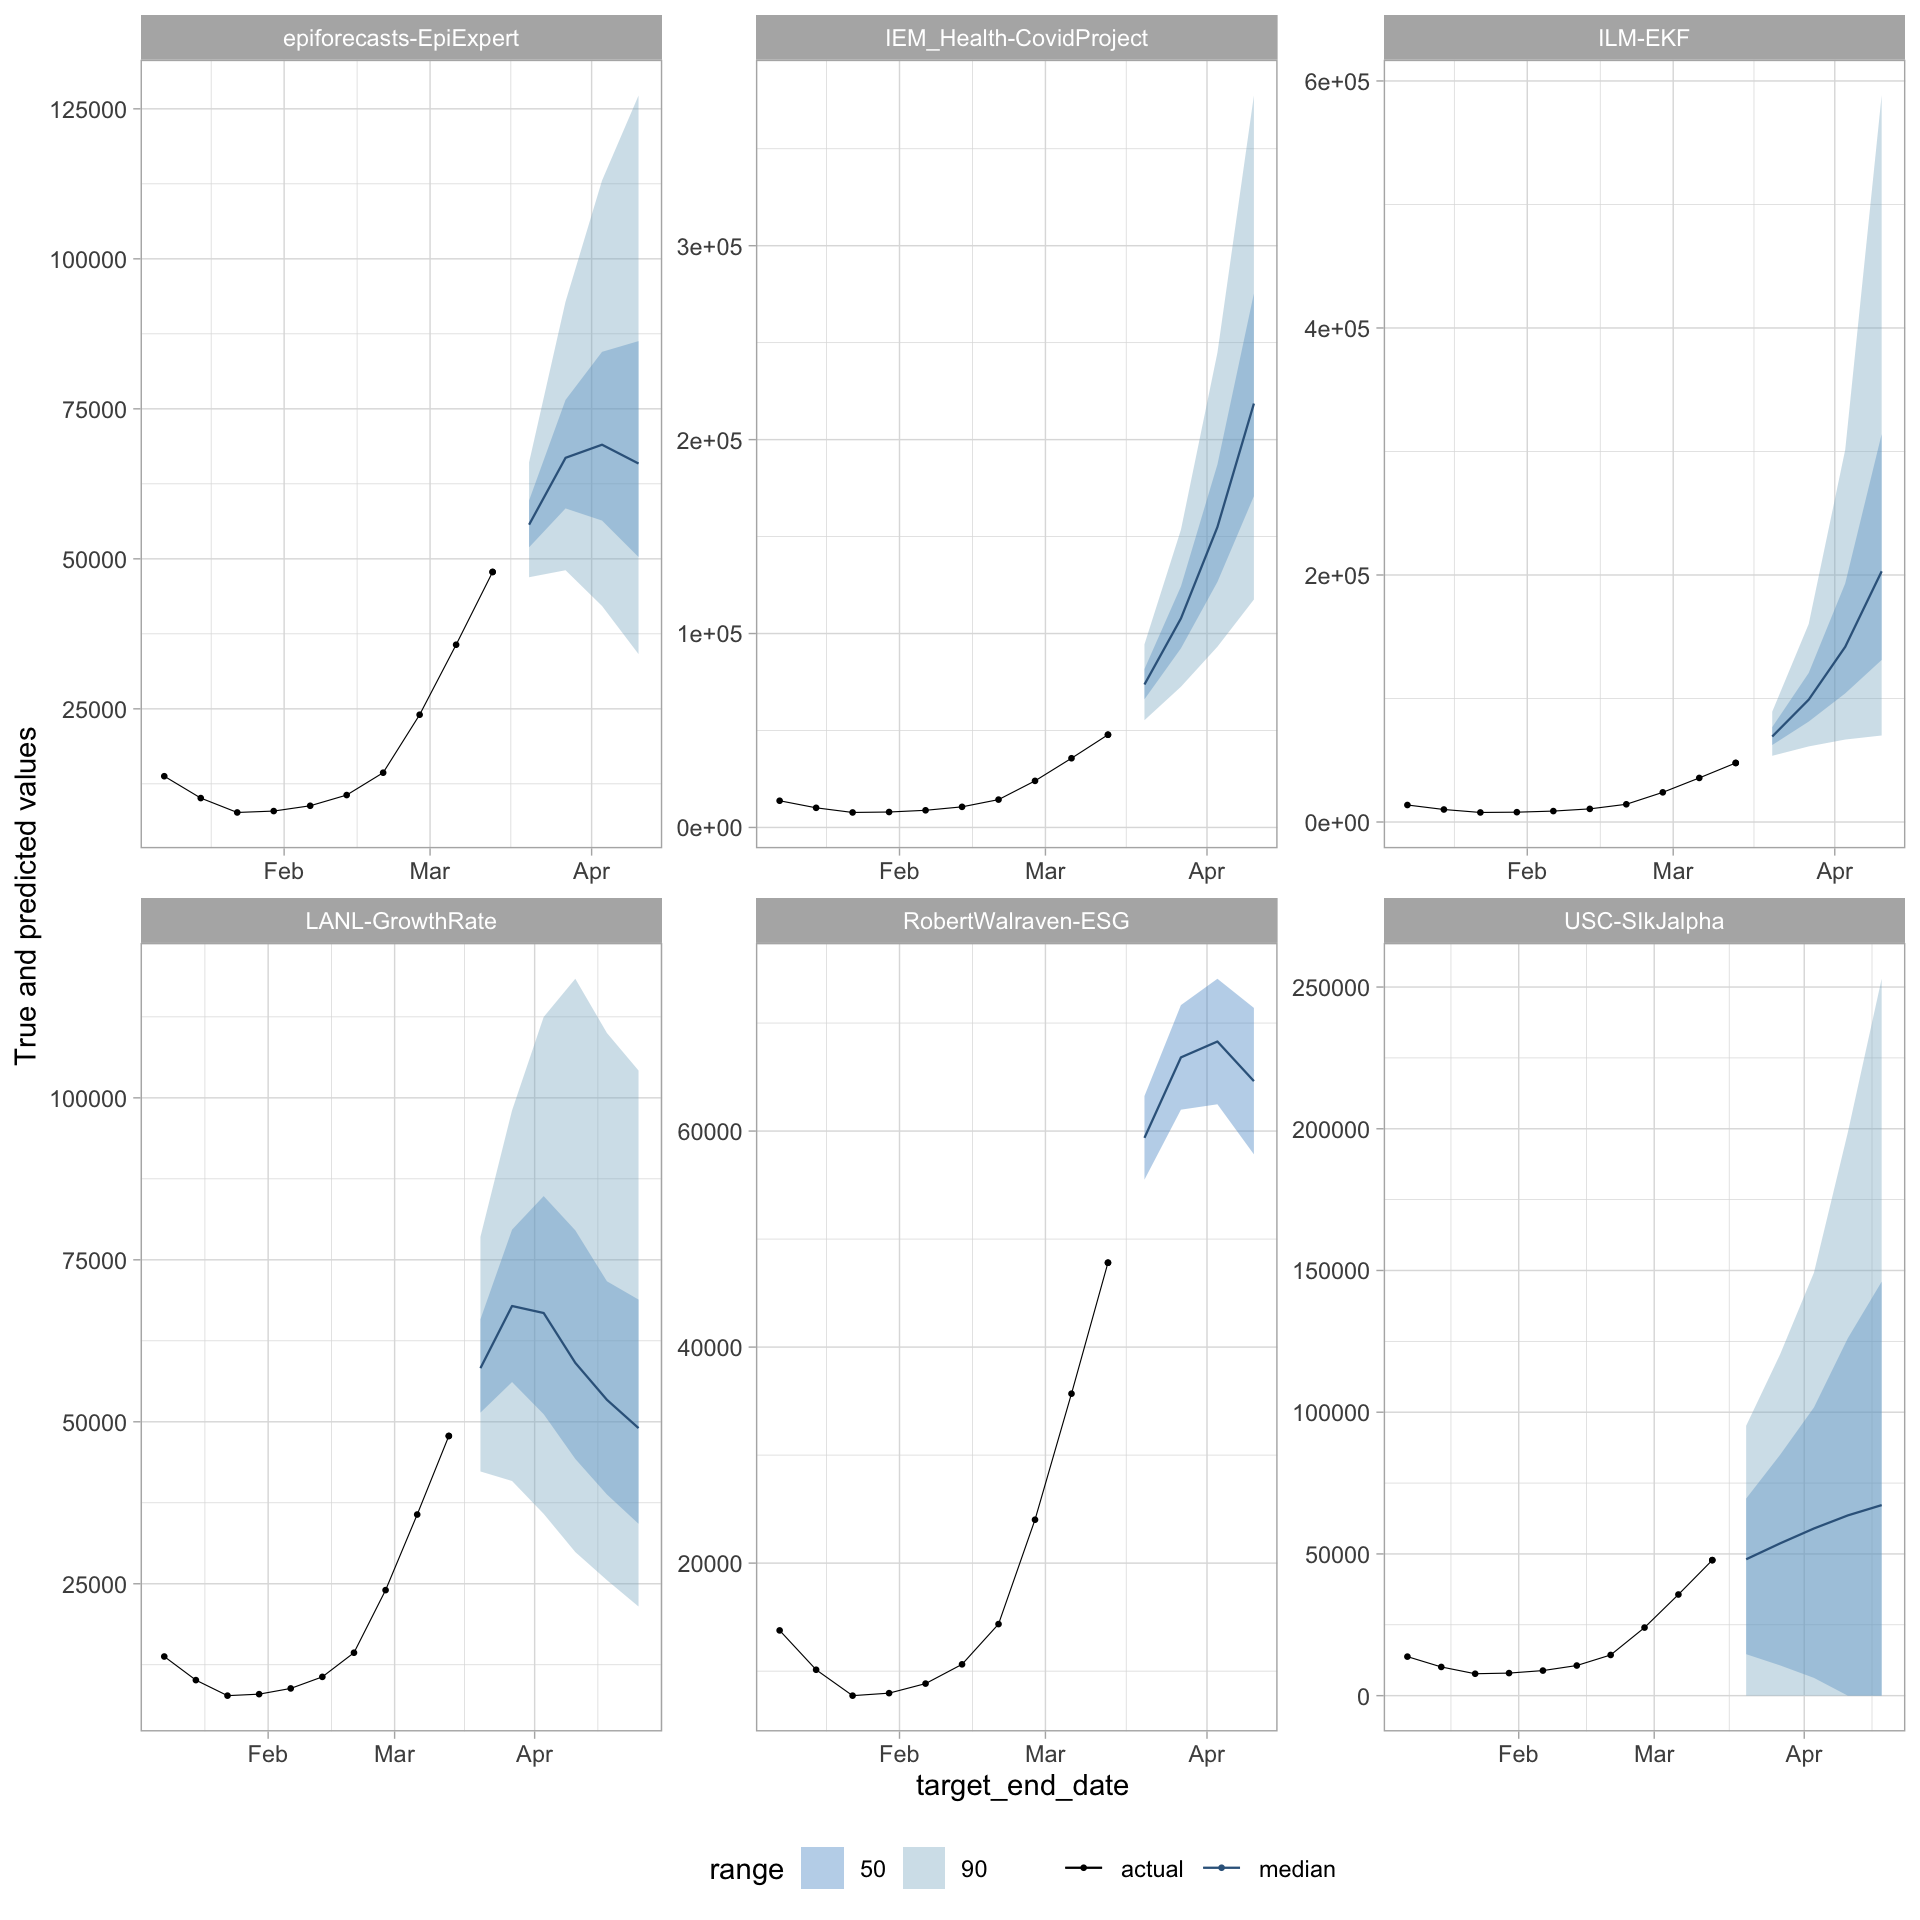 epiforecasts-EpiExpert
IEM_Health-CovidProject
ILM-EKF
125000
100000
75000
50000
25000
3e+05
2e+05
1e+05
0e+00
6e+05
4e+05
2e+05
0e+00
Feb Mar Apr
Feb Mar Apr
Feb Mar Apr
True and predicted values
LANL-GrowthRate
RobertWalraven-ESG
USC-SIkJalpha
100000
75000
50000
25000
60000
40000
20000
250000
200000
150000
100000
50000
0
Feb Mar Apr
Feb Mar Apr
Feb Mar Apr
target_end_date
range 50 90 actual median